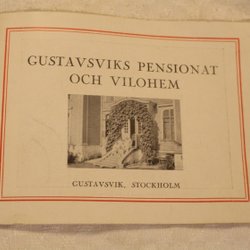 GUSTAVSVIKS PENSIONAT
OCH VILOHEM
GUSTAVSVIK, STOCKHOLM